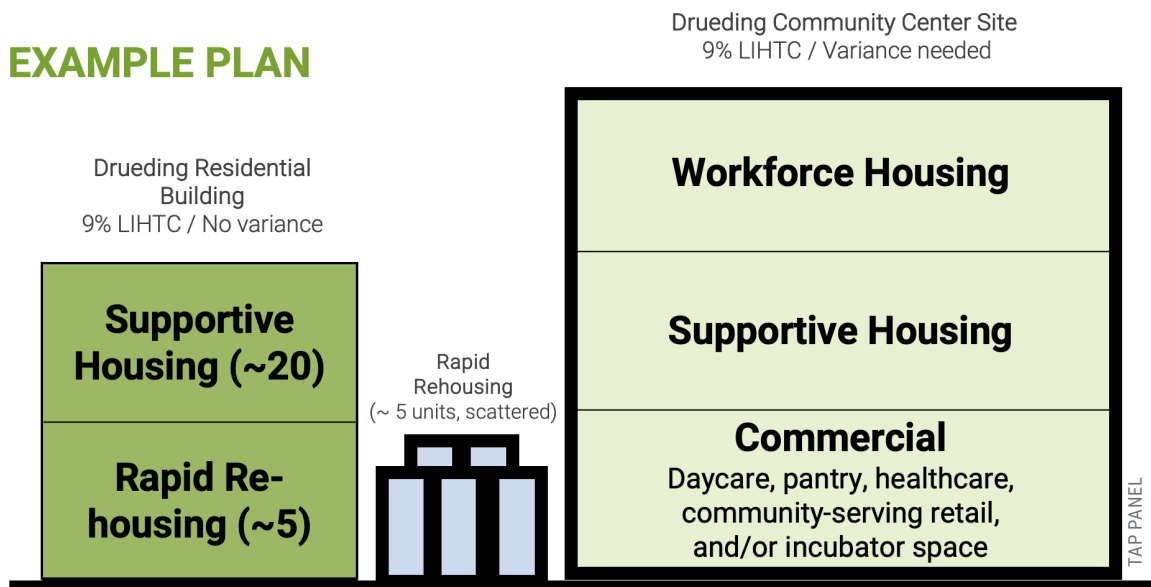 EXAMPLE PLAN
Drueding Residential
Building
9% LIHTC / No variance
Supportive
Housing (~20)
Rapid Re-
housing (~5)
Rapid
Rehousing
(~ 5 units, scattered)
Drueding Community Center Site
9% LIHTC / Variance needed
Workforce Housing
Supportive Housing
Commercial
Daycare, pantry, healthcare,
community-serving retail,
and/or incubator space
TAP PANEL